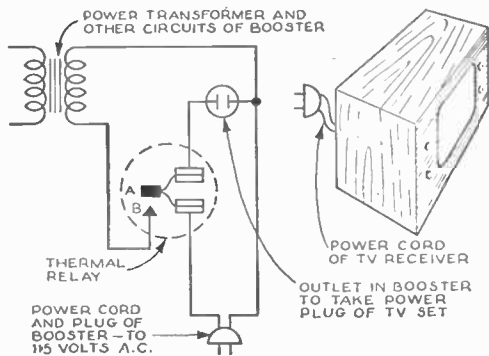 POWER TRANSFORMER AND
OTHER CIRCUITS OF BOOSTER
A
B
THERMAL
RELAY
POWER CORD
OF TV RECEIVER
OUTLET IN BOOSTER
TO TAKE POWER
PLUG OF TV SET
POWER CORD
AND PLUG OF
BOOSTER - TO
115 VOLTS A.C.